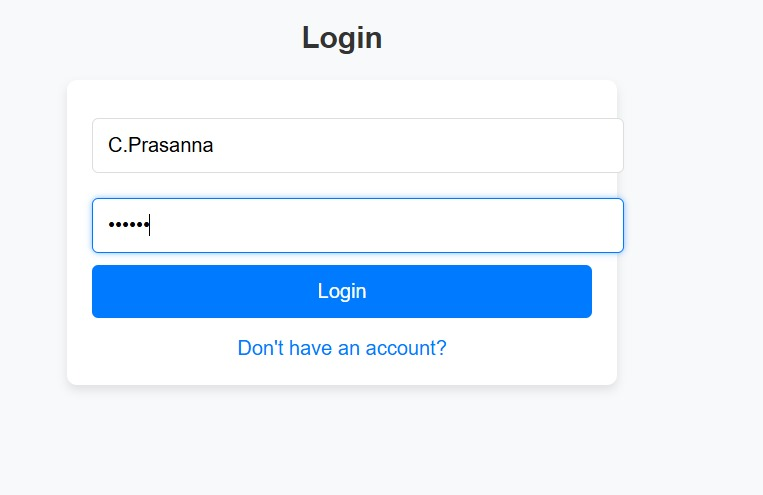 Login
C.Prasanna
••••••
Login
Don't have an account?